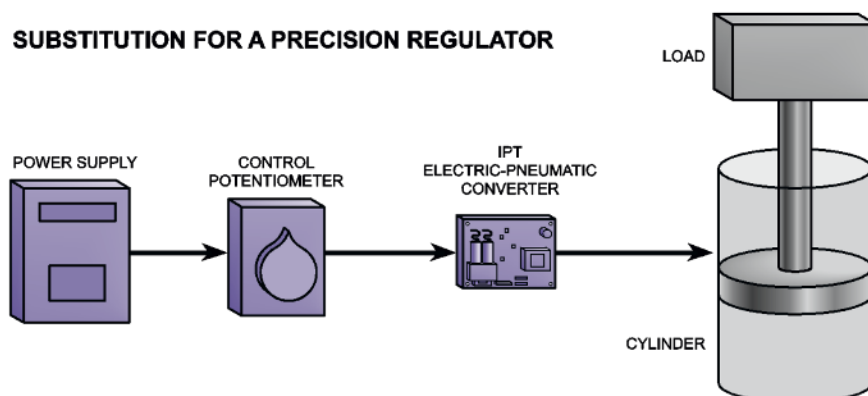 SUBSTITUTION FOR A PRECISION REGULATOR
LOAD
POWER SUPPLY
CONTROL
POTENTIOMETER
IPT
ELECTRIC-PNEUMATIC
CONVERTER
CYLINDER